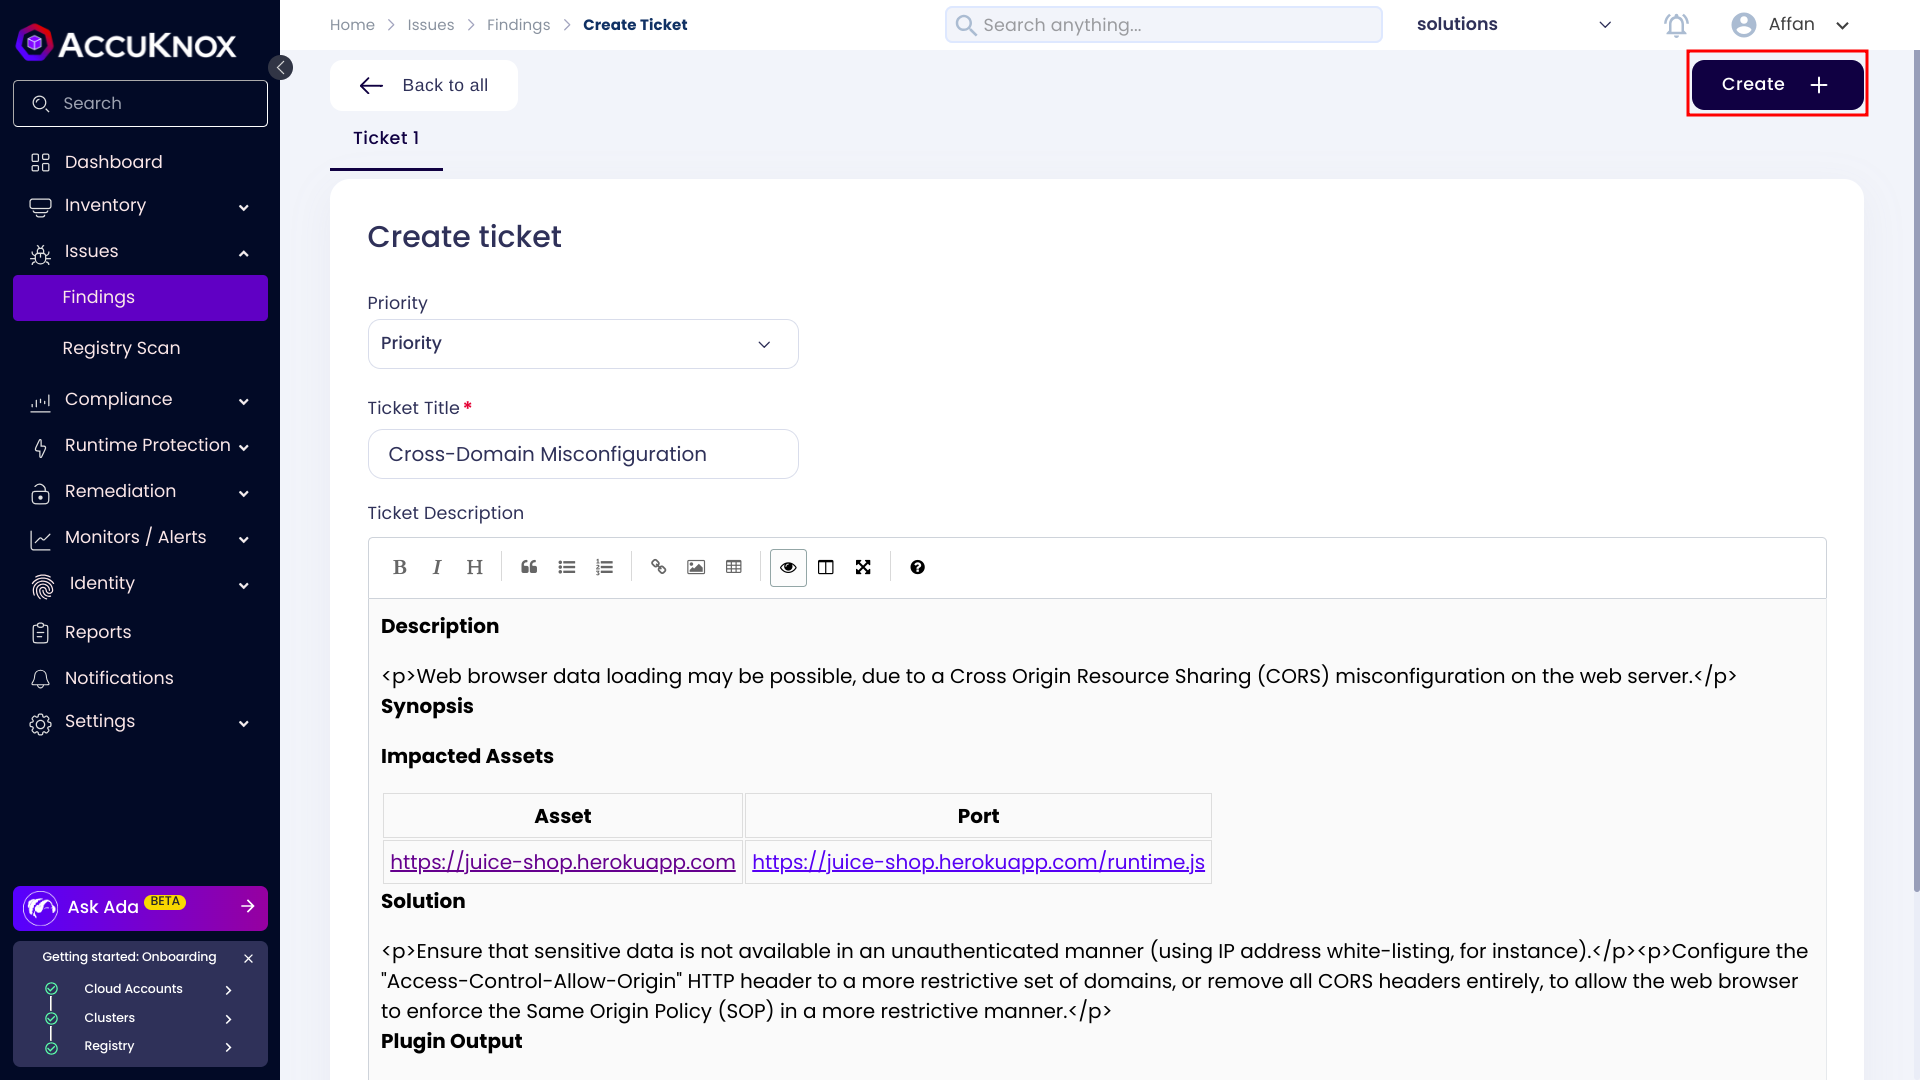 ACCUKNOX
Search
Dashboard
Inventory
Issues
Findings
Registry Scan
Compliance
Runtime Protection
Remediation
Monitors / Alerts
Identity
Reports
Notifications
Settings
Ask Ada BETA
Getting started: Onboarding
Cloud Accounts
Clusters
Registry
Home > Issues > Findings > Create Ticket
Search anything...
solutions
Affan
Back to all
Create +
Ticket 1
Create ticket
Priority
Priority
Ticket Title*
Cross-Domain Misconfiguration
Ticket Description
B I H
Description
<p>Web browser data loading may be possible, due to a Cross Origin Resource Sharing (CORS) misconfiguration on the web server.</p>
Synopsis
Impacted Assets
Asset Port
https://juice-shop.herokuapp.com https://juice-shop.herokuapp.com/runtime.js
Solution
<p>Ensure that sensitive data is not available in an unauthenticated manner (using IP address white-listing, for instance).</p><p>Configure the
"Access-Control-Allow-Origin" HTTP header to a more restrictive set of domains, or remove all CORS headers entirely, to allow the web browser
to enforce the Same Origin Policy (SOP) in a more restrictive manner.</p>
Plugin Output